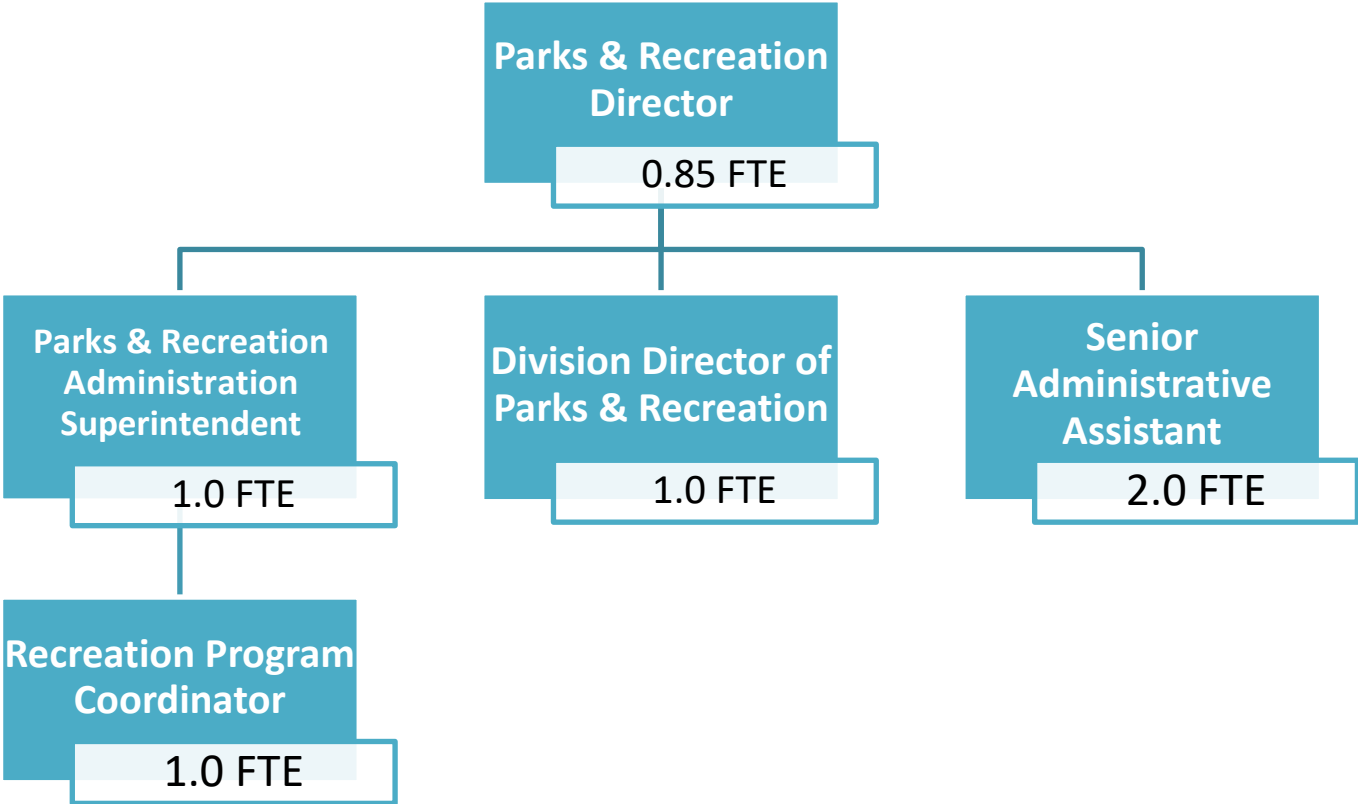 Parks & Recreation
Director
0.85 FTE
Parks & Recreation
Administration
Superintendent
1.0 FTE
Division Director of
Parks & Recreation
1.0 FTE
Senior
Administrative
Assistant
2.0 FTE
Recreation Program
Coordinator
1.0 FTE